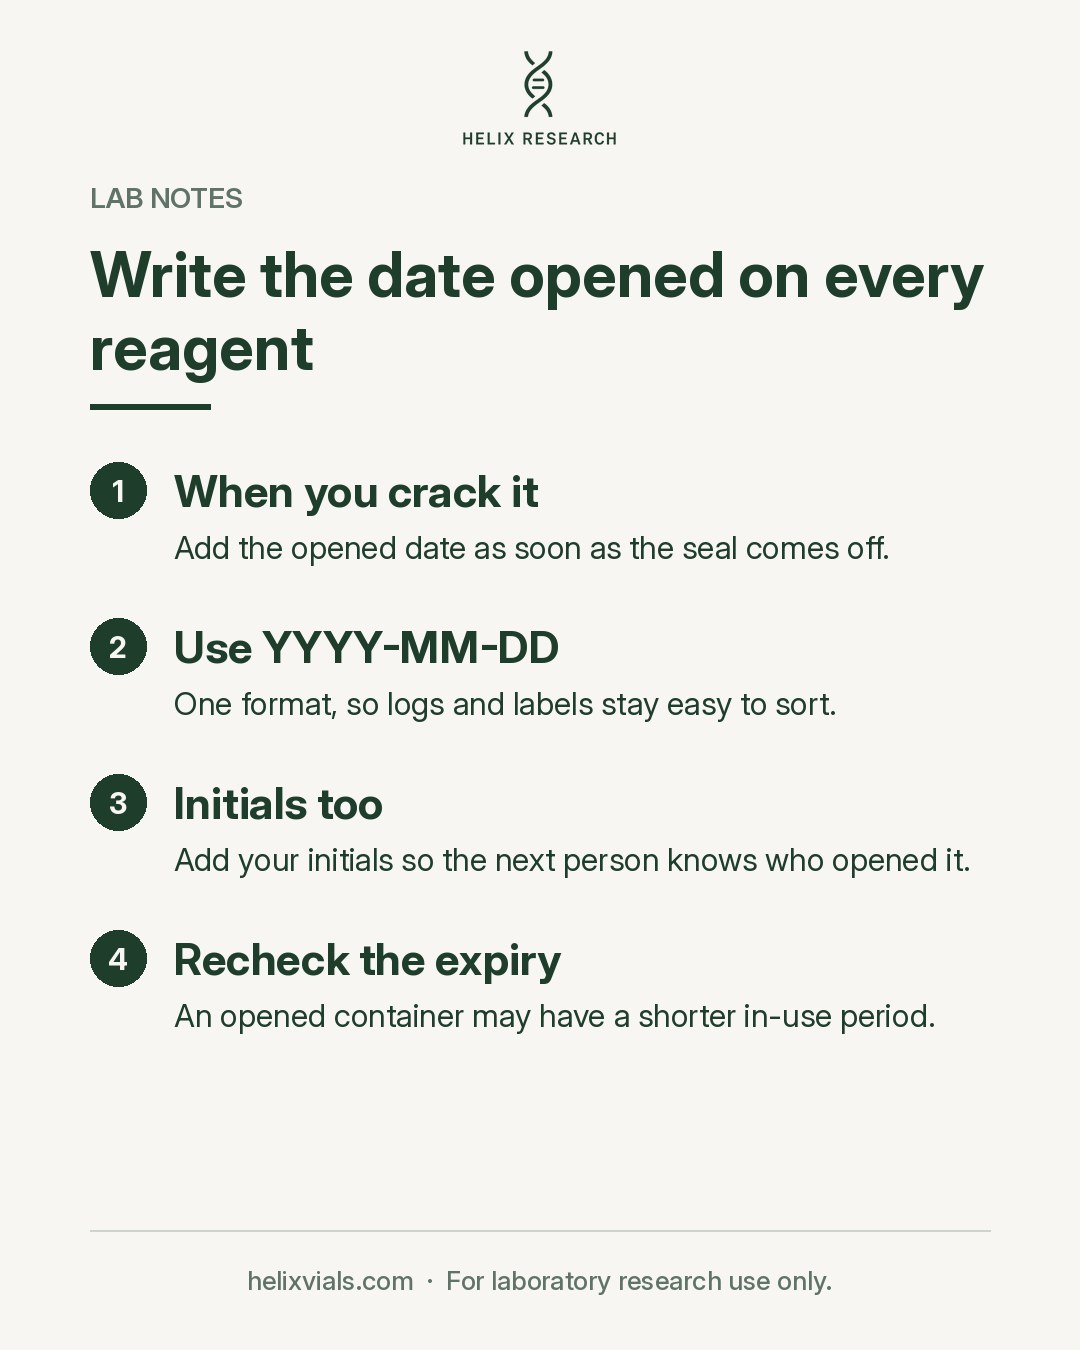 HELIX RESEARCH
LAB NOTES
Write the date opened on every
reagent
1 When you crack it
Add the opened date as soon as the seal comes off.
2 Use YYYY-MM-DD
One format, so logs and labels stay easy to sort.
3 Initials too
Add your initials so the next person knows who opened it.
4 Recheck the expiry
An opened container may have a shorter in-use period.
helixvials.com · For laboratory research use only.